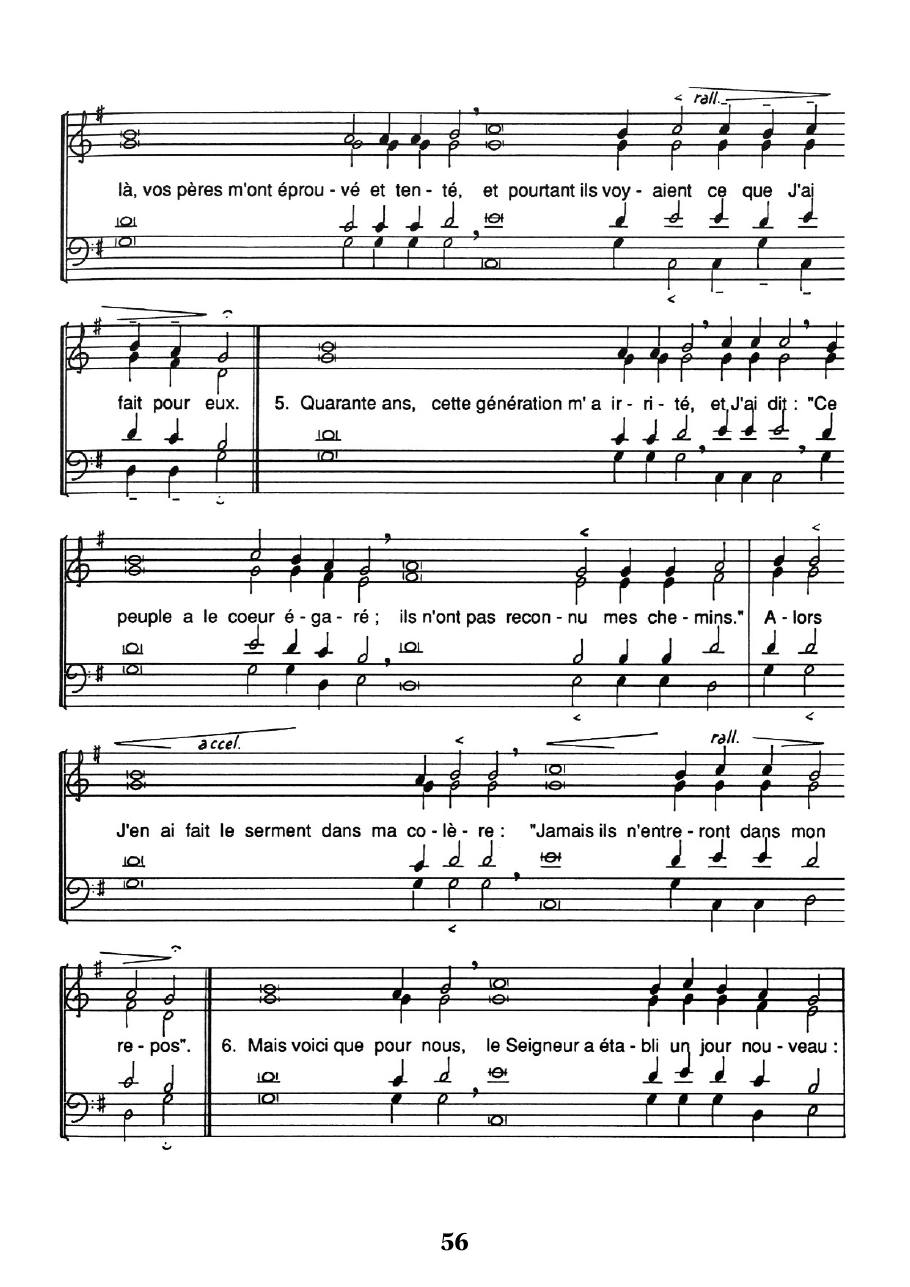 rall.
là, vos pères m'ont éprou - vé et ten - té, et pourtant ils voy - aient ce que J'ai
fait pour eux. 5. Quarante ans, cette génération m' a ir - ri - té, et J'ai dit : "Ce
peuple a le coeur é - ga - ré ; ils n'ont pas recon - nu mes che - mins." A - lors
accel. rall.
J'en ai fait le serment dans ma co - lè - re : "Jamais ils n'entre - ront dans mon
re - pos". 6. Mais voici que pour nous, le Seigneur a éta - bli un jour nou - veau :
56